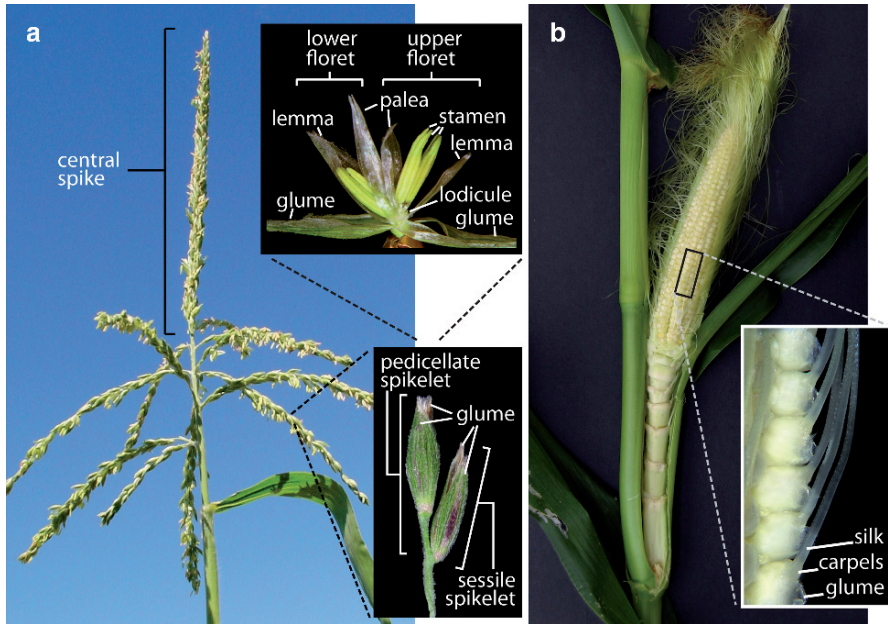 a
central
spike
lower
floret
upper
floret
palea
lemma
stamen
lemma
lodicule
glume
glume
pedicellate
spikelet
glume
sessile
spikelet
b
silk
carpels
glume